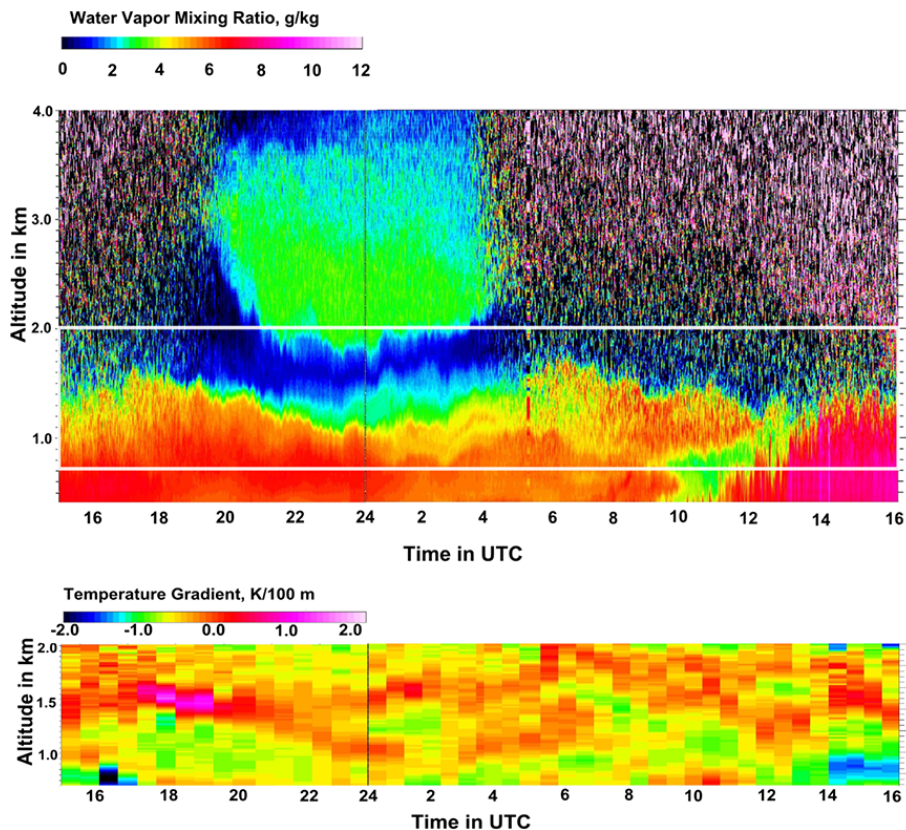 Water Vapor Mixing Ratio, g/kg
0 2 4 6 8 10 12
4.0
3.0
2.0
1.0
Altitude in km
16 18 20 22 24 2 4 6 8 10 12 14 16
Time in UTC
Temperature Gradient, K/100 m
-2.0 -1.0 0.0 1.0 2.0
2.0
1.5
1.0
Altitude in km
16 18 20 22 24 2 4 6 8 10 12 14 16
Time in UTC